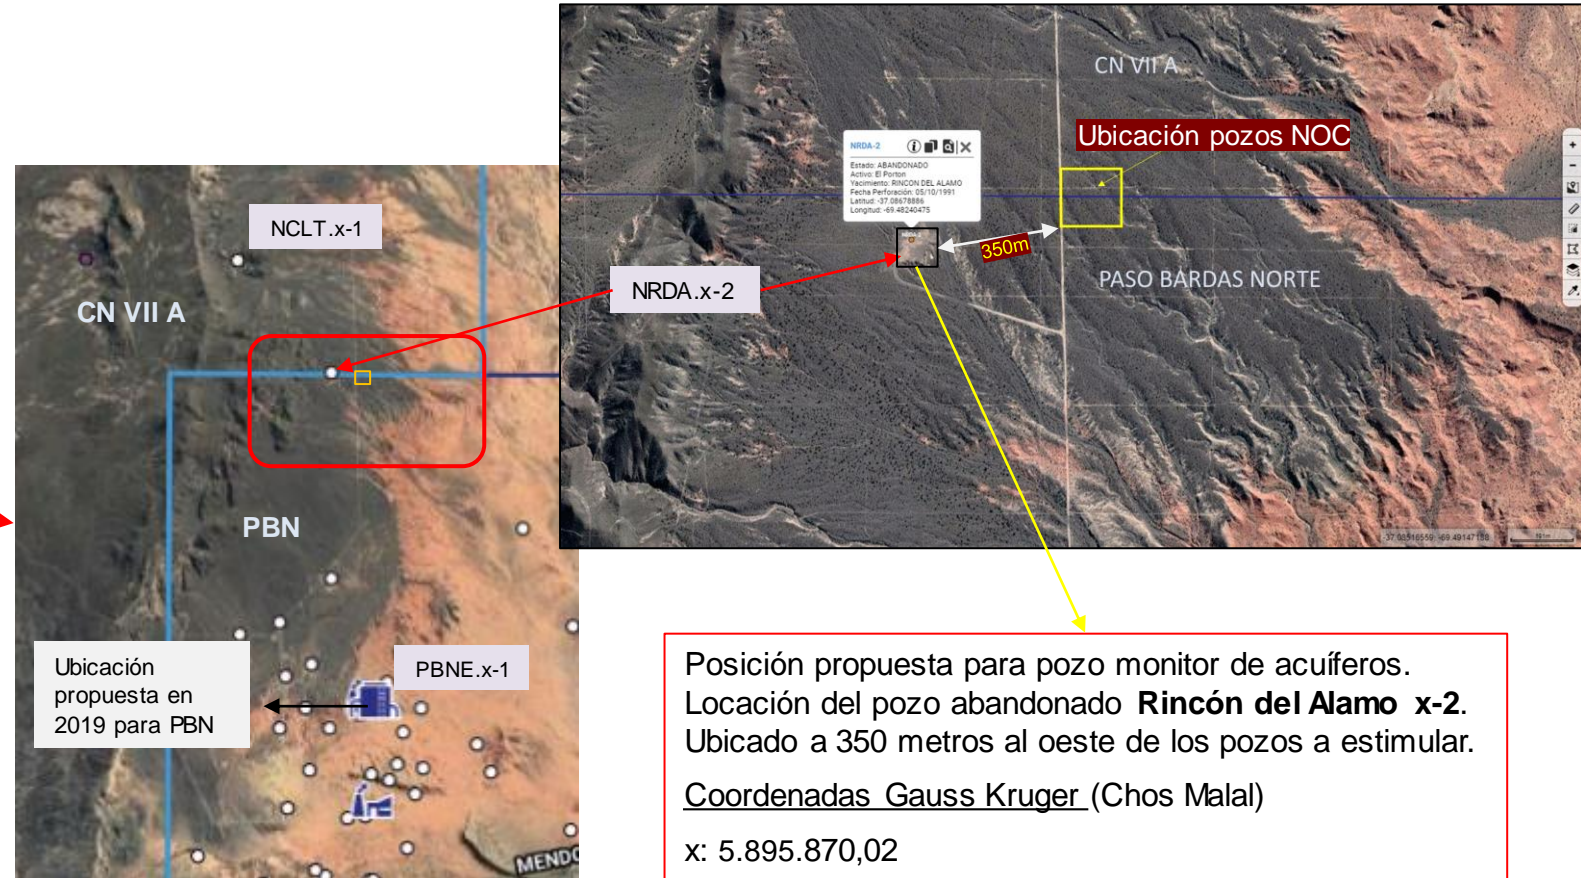 CN VII A
Ubicación pozos NOC
NRDA-2
Estado: ABANDONADO
Activo: El Porton
Yacimiento: RINCON DEL ALAMO
Fecha Perforación: 05/10/1991
Latitud: -37.08678886
Longitud: -69.48240475
350m
PASO BARDAS NORTE
NCLT.x-1
NRDA.x-2
CN VII A
PBN
Ubicación
propuesta en
2019 para PBN
PBNE.x-1
Posición propuesta para pozo monitor de acuíferos.
Locación del pozo abandonado Rincón del Alamo x-2.
Ubicado a 350 metros al oeste de los pozos a estimular.
Coordenadas Gauss Kruger (Chos Malal)
x: 5.895.870,02